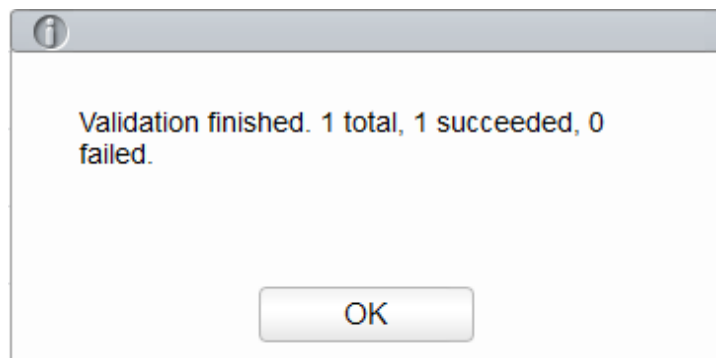 Validation finished. 1 total, 1 succeeded, 0
failed.
OK